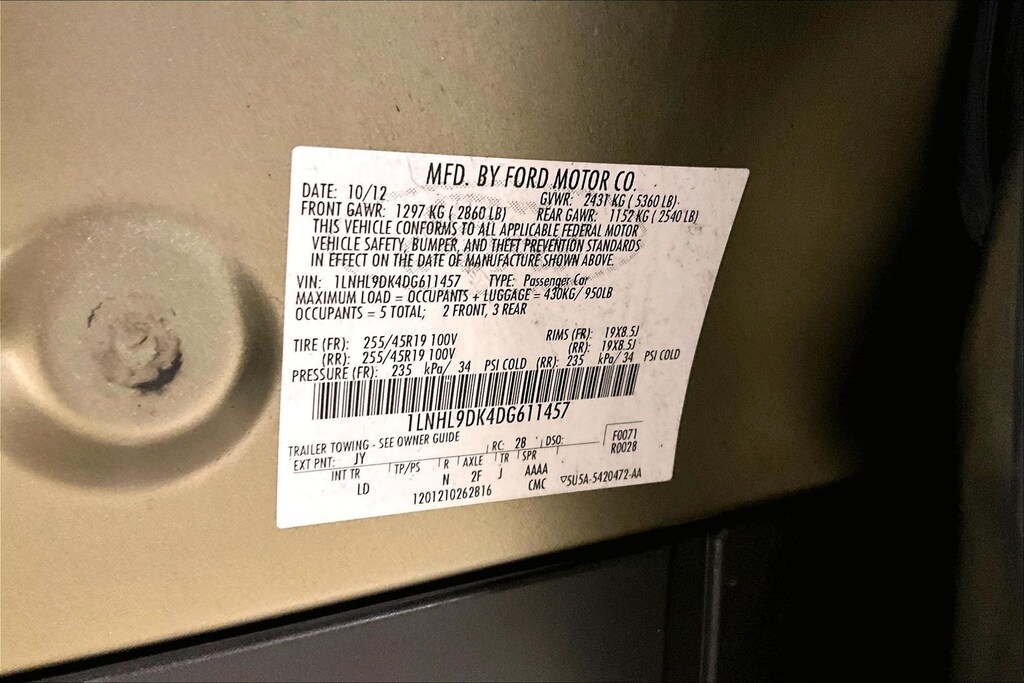 MFD. BY FORD MOTOR CO.
DATE: 10/12 GVWR: 2431 KG ( 5360 LB)
FRONT GAWR: 1297 KG ( 2860 LB) REAR GAWR: 1152 KG ( 2540 LB)
THIS VEHICLE CONFORMS TO ALL APPLICABLE FEDERAL MOTOR
VEHICLE SAFETY, BUMPER, AND THEFT PREVENTION STANDARDS
IN EFFECT ON THE DATE OF MANUFACTURE SHOWN ABOVE.
VIN: 1LNHL9DK4DG611457 TYPE: Passenger Car
MAXIMUM LOAD = OCCUPANTS + LUGGAGE = 430KG/ 950LB
OCCUPANTS = 5 TOTAL; 2 FRONT, 3 REAR
TIRE (FR): 255/45R19 100V RIMS (FR): 19X8.5J
(RR): 255/45R19 100V (RR): 19X8.5J
PRESSURE (FR): 235 kPa/ 34 PSI COLD (RR): 235 kPa/ 34 PSI COLD
1LNHL9DK4DG611457
TRAILER TOWING - SEE OWNER GUIDE
EXT PNT: JY RC: 28 DSO: F0071
R0028
INT TR TP/PS R AXLE TR SPR
LD N 2F J AAAA
1201210262816 CMC ▽5U5A-5420472-AA